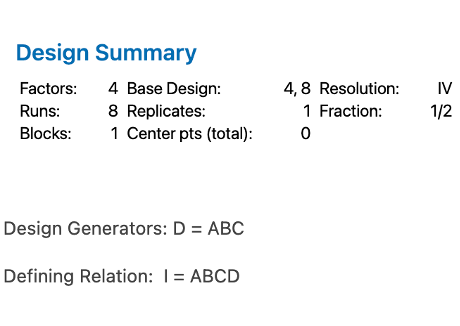 Design Summary
Factors: 4 Base Design: 4, 8 Resolution: IV
Runs: 8 Replicates: 1 Fraction: 1/2
Blocks: 1 Center pts (total): 0
Design Generators: D = ABC
Defining Relation: I = ABCD